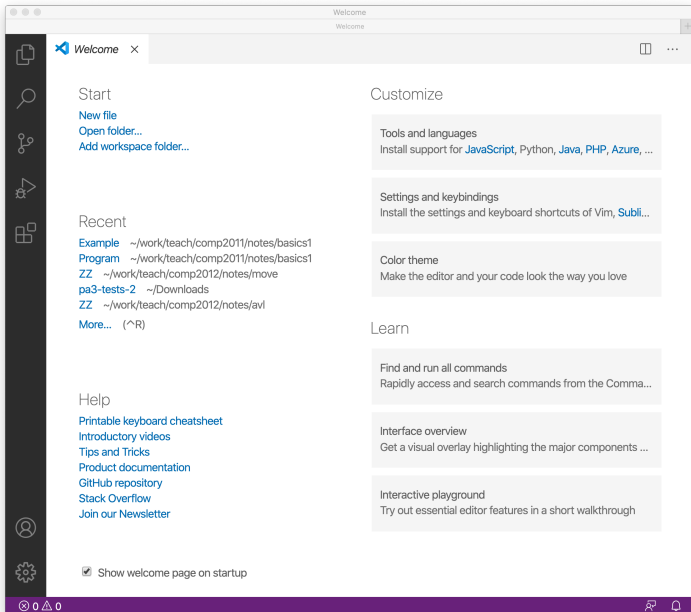 Welcome
Welcome
Welcome
Start
New file
Open folder...
Add workspace folder...
Recent
Example ~/work/teach/comp2011/notes/basics1
Program ~/work/teach/comp2011/notes/basics1
ZZ ~/work/teach/comp2012/notes/move
pa3-tests-2 ~/Downloads
ZZ ~/work/teach/comp2012/notes/avl
More... (^R)
Help
Printable keyboard cheatsheet
Introductory videos
Tips and Tricks
Product documentation
GitHub repository
Stack Overflow
Join our Newsletter
Show welcome page on startup
Customize
Tools and languages
Install support for JavaScript, Python, Java, PHP, Azure, ...
Settings and keybindings
Install the settings and keyboard shortcuts of Vim, Subli...
Color theme
Make the editor and your code look the way you love
Learn
Find and run all commands
Rapidly access and search commands from the Comma...
Interface overview
Get a visual overlay highlighting the major components ...
Interactive playground
Try out essential editor features in a short walkthrough
0 0